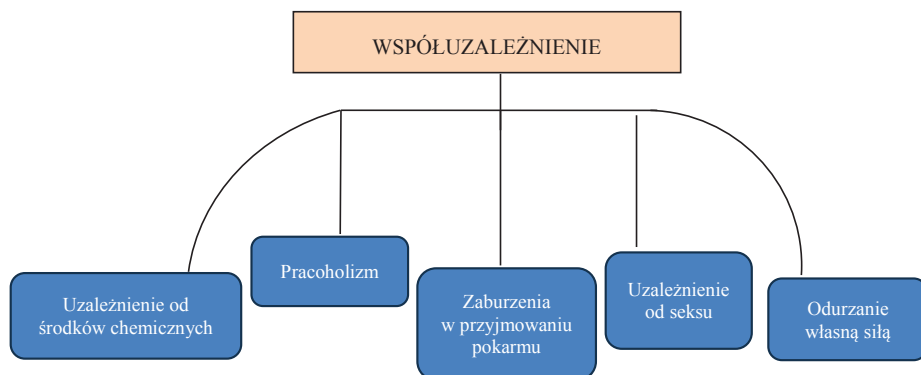 WSPÓŁUZALEŻNIENIE
Uzależnienie od
środków chemicznych
Pracoholizm
Zaburzenia
w przyjmowaniu
pokarmu
Uzależnienie
od seksu
Odurzanie
własną siłą